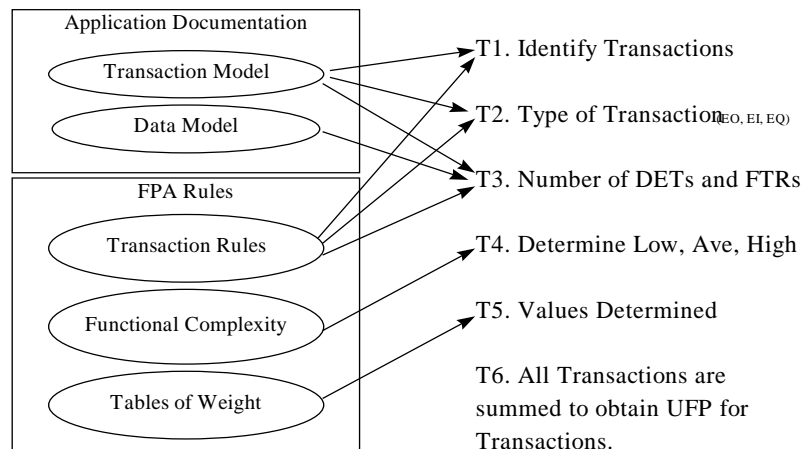 Application Documentation
Transaction Model
Data Model
FPA Rules
Transaction Rules
Functional Complexity
Tables of Weight
T1. Identify Transactions
T2. Type of Transaction(EO, EI, EQ)
T3. Number of DETs and FTRs
T4. Determine Low, Ave, High
T5. Values Determined
T6. All Transactions are
summed to obtain UFP for
Transactions.